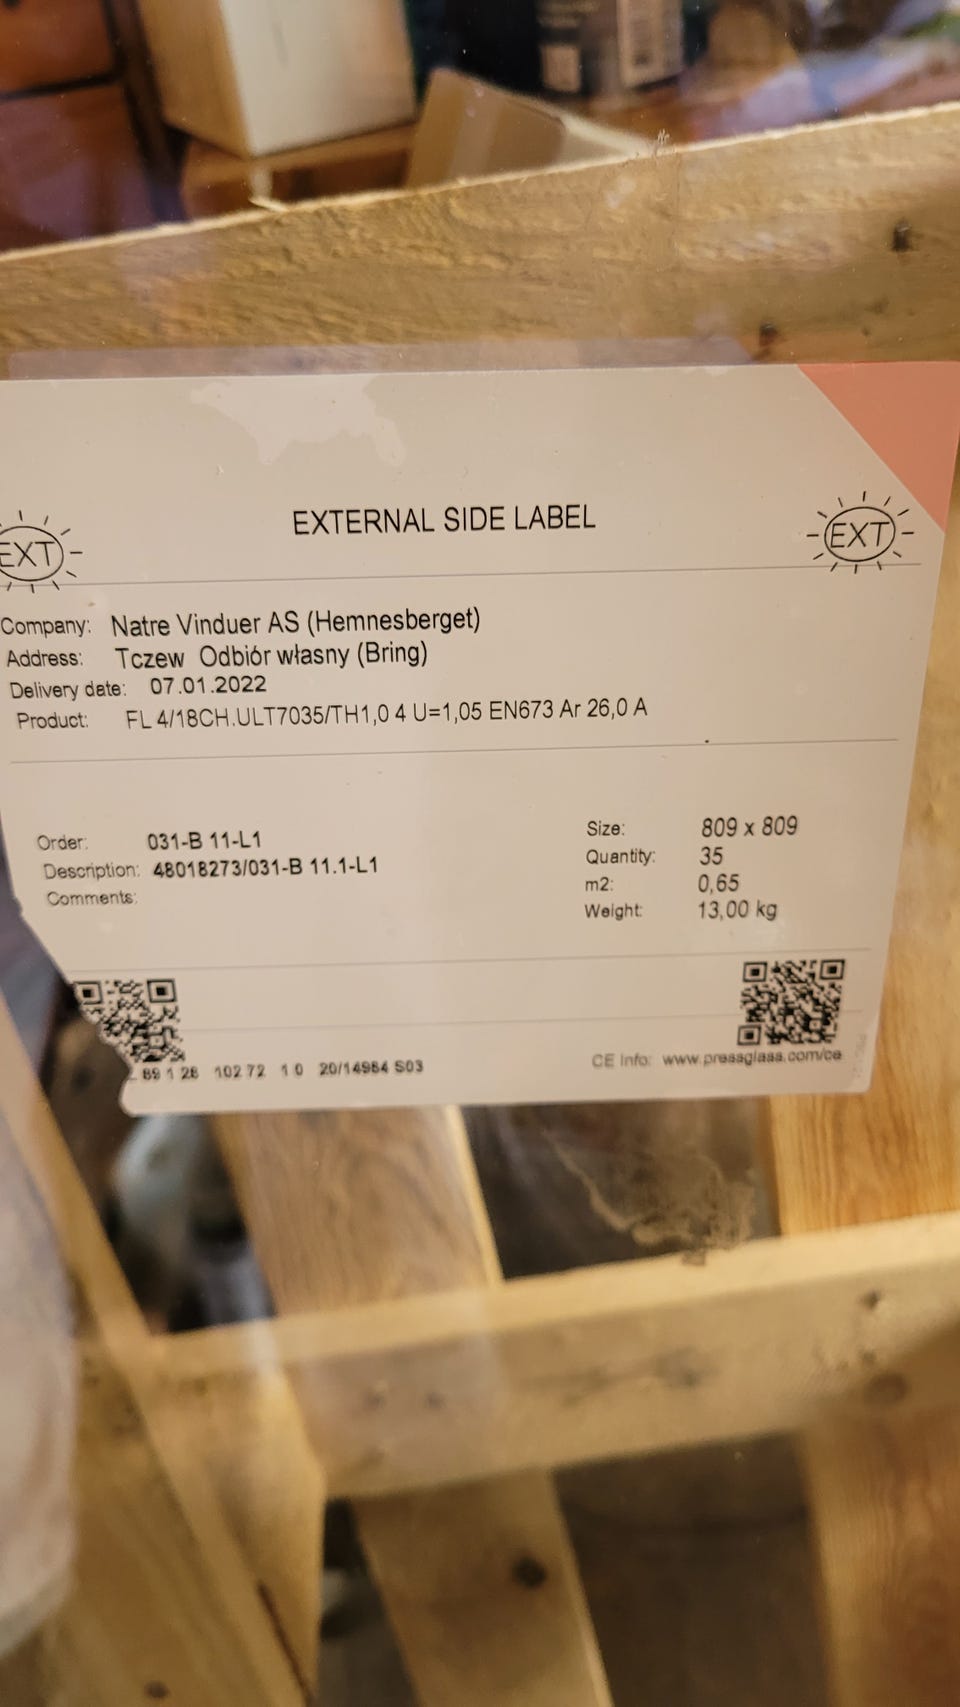 EXTERNAL SIDE LABEL
EXT
EXT
Company: Natre Vinduer AS (Hemnesberget)
Address: Tczew Odbiór własny (Bring)
Delivery date: 07.01.2022
Product: FL 4/18CH.ULT7035/TH1,0 4 U=1,05 EN673 Ar 26,0 A
Order: 031-B 11-L1
Description: 48018273/031-B 11.1-L1
Comments:
Size: 809 x 809
Quantity: 35
m2: 0,65
Weight: 13,00 kg
89 1 28 102 72 1 0 20/14984 S03
CE Info: www.pressglass.com/ce